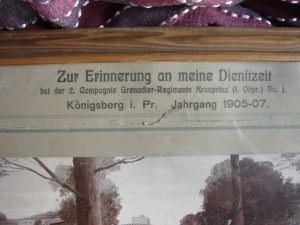 Zur Erinnerung an meine Dienstzeit
bei der 2. Compagnie Grenadier-Regiments Kronprinz (1. Ostpr.) No. 1.
Königsberg i. Pr. Jahrgang 1905-07.